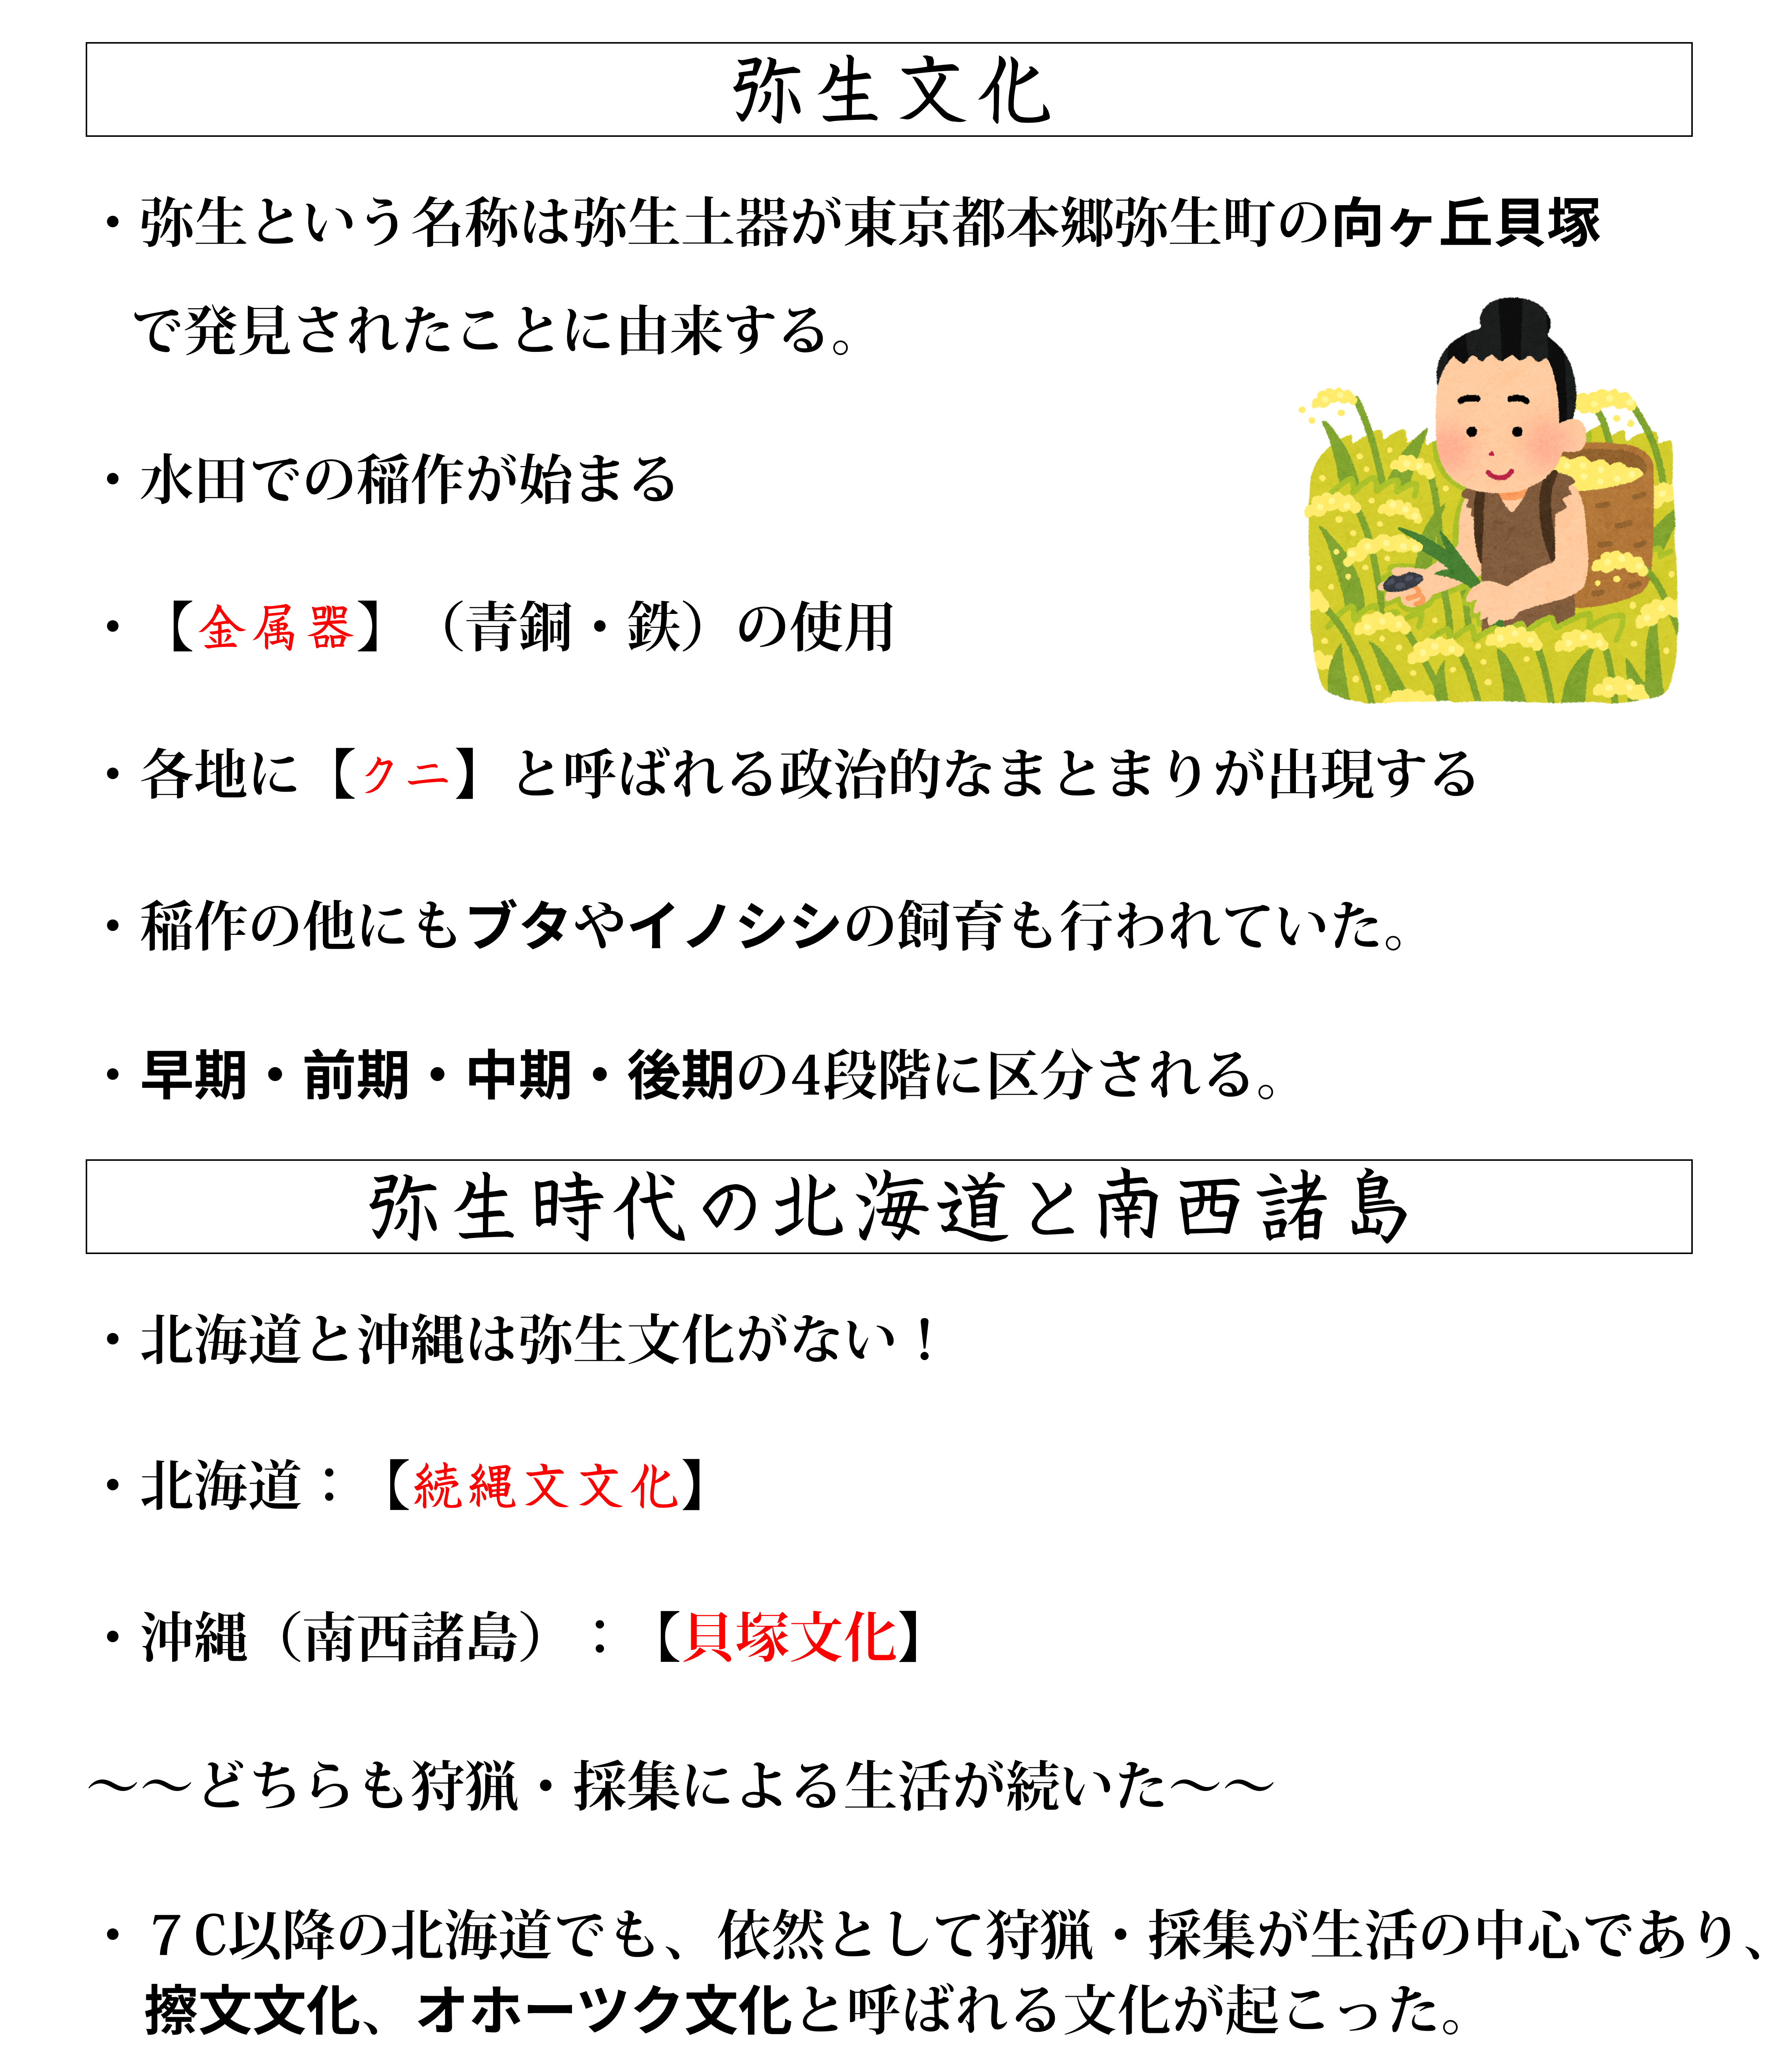 弥生文化
・弥生という名称は弥生土器が東京都本郷弥生町の向ヶ丘貝塚
で発見されたことに由来する。
・水田での稲作が始まる
・【金属器】（青銅・鉄）の使用
・各地に【クニ】と呼ばれる政治的なまとまりが出現する
・稲作の他にもブタやイノシシの飼育も行われていた。
・早期・前期・中期・後期の4段階に区分される。
弥生時代の北海道と南西諸島
・北海道と沖縄は弥生文化がない！
・北海道：【続縄文文化】
・沖縄（南西諸島）：【貝塚文化】
～～どちらも狩猟・採集による生活が続いた～～
・７C以降の北海道でも、依然として狩猟・採集が生活の中心であり、
擦文文化、オホーツク文化と呼ばれる文化が起こった。